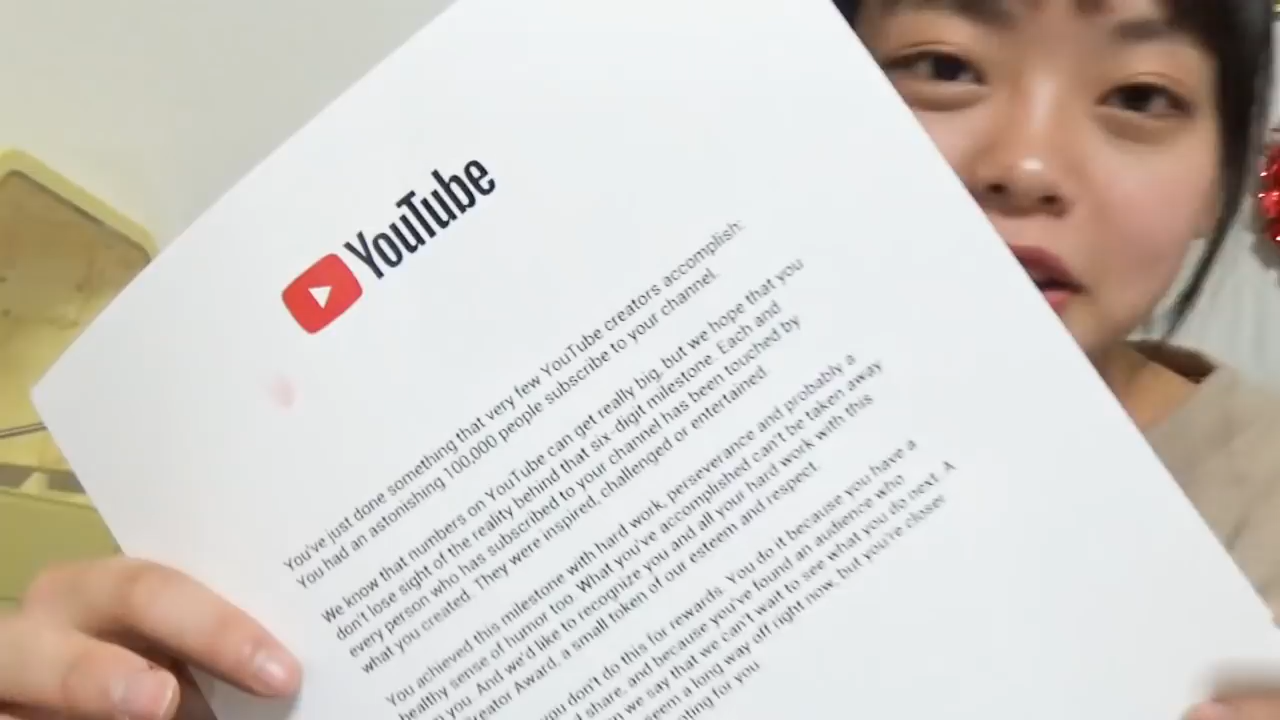 YouTube
You've just done something that very few YouTube creators accomplish:
You had an astonishing 100,000 people subscribe to your channel.
We know that numbers on YouTube can get really big, but we hope that you
don't lose sight of the reality behind that six-digit milestone. Each and
every person who has subscribed to your channel has been touched by
what you created. They were inspired, challenged or entertained.
You achieved this milestone with hard work, perseverance and probably a
healthy sense of humor too. What you've accomplished can't be taken away
you. And we'd like to recognize you and all your hard work with this
Creator Award, a small token of our esteem and respect.
you don't do this for rewards. You do it because you have a
share, and because you've found an audience who
we say that we can't wait to see what you do next. A
seem a long way off right now, but you're closer
for you